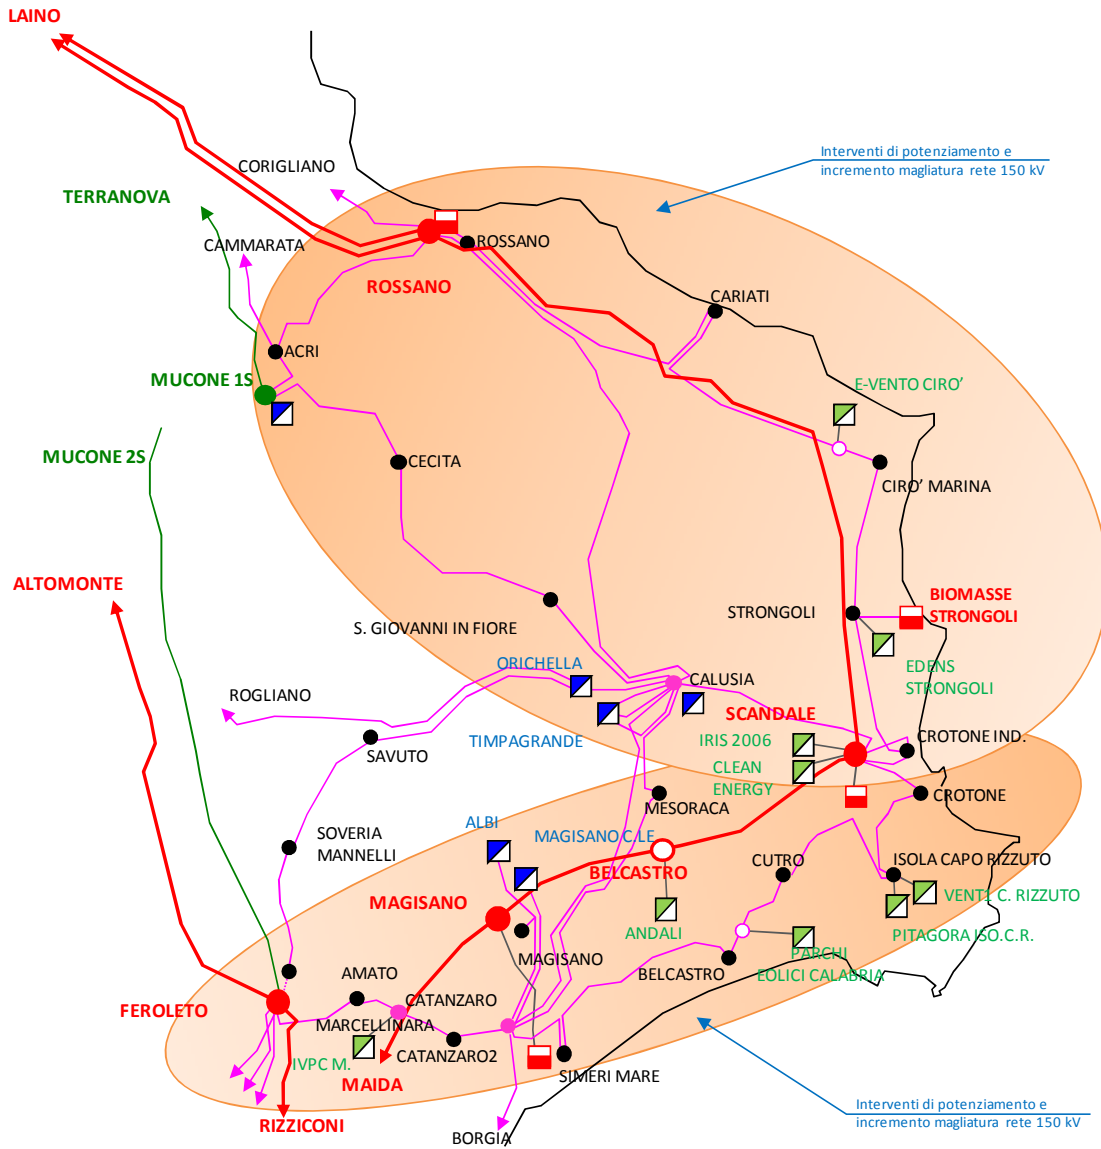 LAINO
Interventi di potenziamento e
incremento magliatura rete 150 kV
CORIGLIANO
TERRANOVA
CAMMARATA
ROSSANO
ROSSANO
CARIATI
ACRI
MUCONE 1S
E-VENTO CIRO'
MUCONE 2S
CECITA
CIRO' MARINA
ALTOMONTE
BIOMASSE
STRONGOLI
STRONGOLI
S. GIOVANNI IN FIORE
ORICHELLA
EDENS
STRONGOLI
CALUSIA
ROGLIANO
SCANDALE
TIMPAGRANDE
IRIS 2006
CROTONE IND.
SAVUTO
CLEAN
ENERGY
CROTONE
MESORACA
ALBI
SOVERIA
MANNELLI
MAGISANO C.LE
CUTRO
ISOLA CAPO RIZZUTO
BELCASTRO
VENT1 C. RIZZUTO
MAGISANO
ANDALI
PITAGORA ISO.C.R.
MAGISANO
PARCHI
EOLICI CALABRIA
BELCASTRO
AMATO
CATANZARO
FEROLETO
MARCELLINARA
CATANZARO2
IVPC M.
MAIDA
SIMERI MARE
RIZZICONI
BORGIA
Interventi di potenziamento e
incremento magliatura rete 150 kV